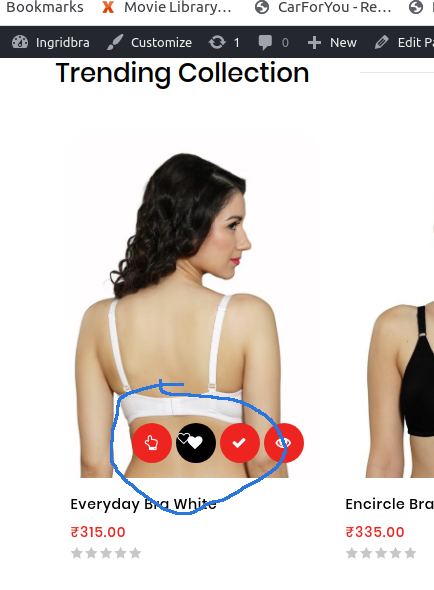 Bookmarks Movie Library… CarForYou - Re…
Ingridbra Customize 1 0 New Edit Pa
Trending Collection
Everyday Bra White Encircle Bra
₹315.00 ₹335.00